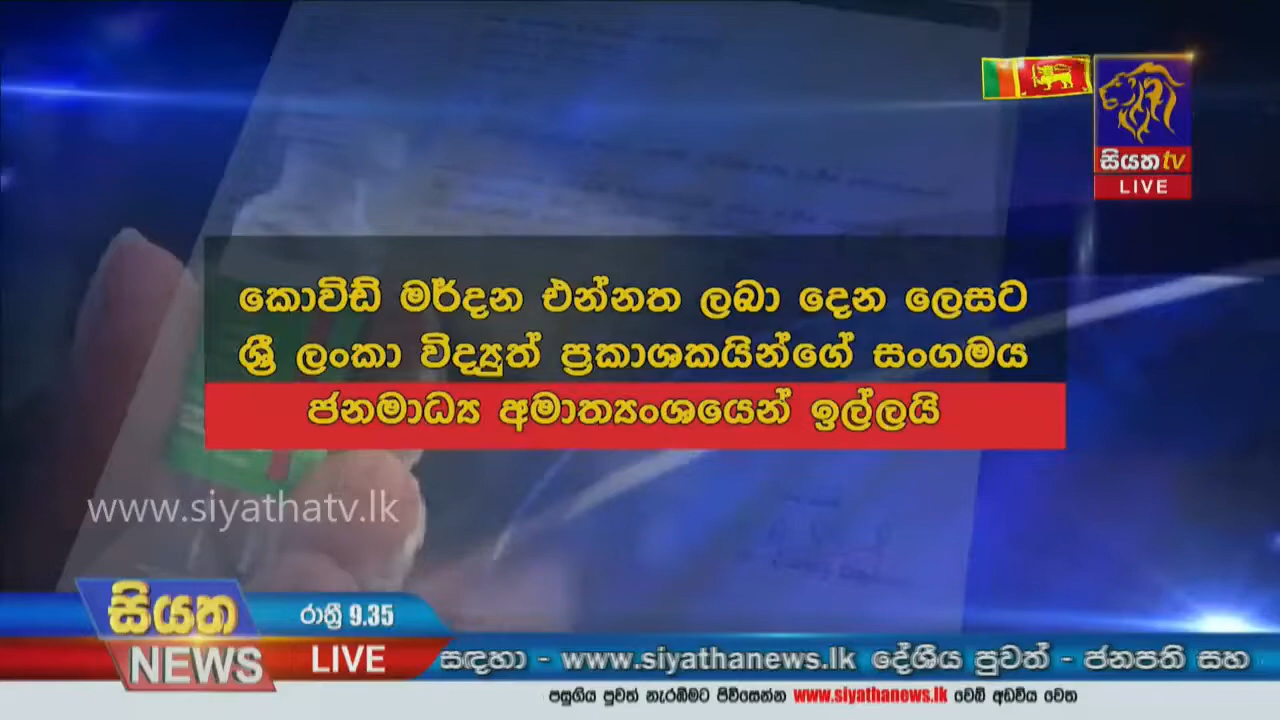 සියත tv
LIVE
කොවිඩ් මර්දන එන්නත ලබා දෙන ලෙසට
ශ්‍රී ලංකා විද්‍යුත් ප්‍රකාශකයින්ගේ සංගමය
ජනමාධ්‍ය අමාත්‍යංශයෙන් ඉල්ලයි
www.siyathatv.lk
සියත
NEWS
රාත්‍රී 9.35
LIVE
සඳහා - www.siyathanews.lk දේශීය පුවත් - ජනපති සහ
පසුගිය පුවත් නැරඹීමට පිවිසෙන්න www.siyathanews.lk වෙබ් අඩවිය වෙත